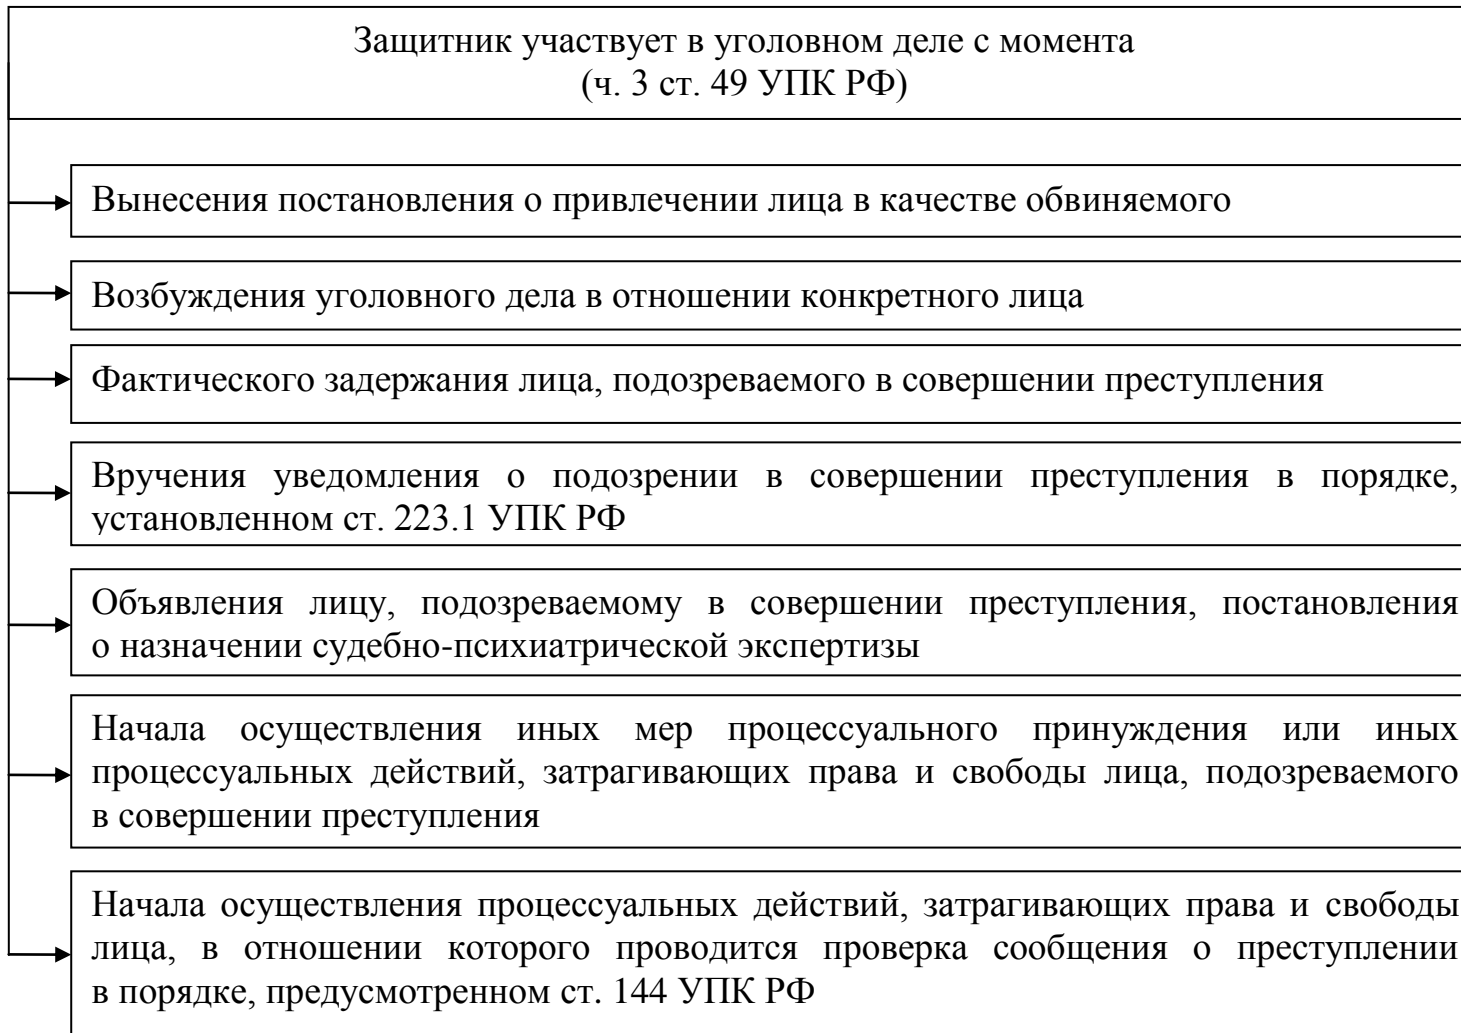 Защитник участвует в уголовном деле с момента
(ч. 3 ст. 49 УПК РФ)
Вынесения постановления о привлечении лица в качестве обвиняемого
Возбуждения уголовного дела в отношении конкретного лица
Фактического задержания лица, подозреваемого в совершении преступления
Вручения уведомления о подозрении в совершении преступления в порядке,
установленном ст. 223.1 УПК РФ
Объявления лицу, подозреваемому в совершении преступления, постановления
о назначении судебно-психиатрической экспертизы
Начала осуществления иных мер процессуального принуждения или иных
процессуальных действий, затрагивающих права и свободы лица, подозреваемого
в совершении преступления
Начала осуществления процессуальных действий, затрагивающих права и свободы
лица, в отношении которого проводится проверка сообщения о преступлении
в порядке, предусмотренном ст. 144 УПК РФ